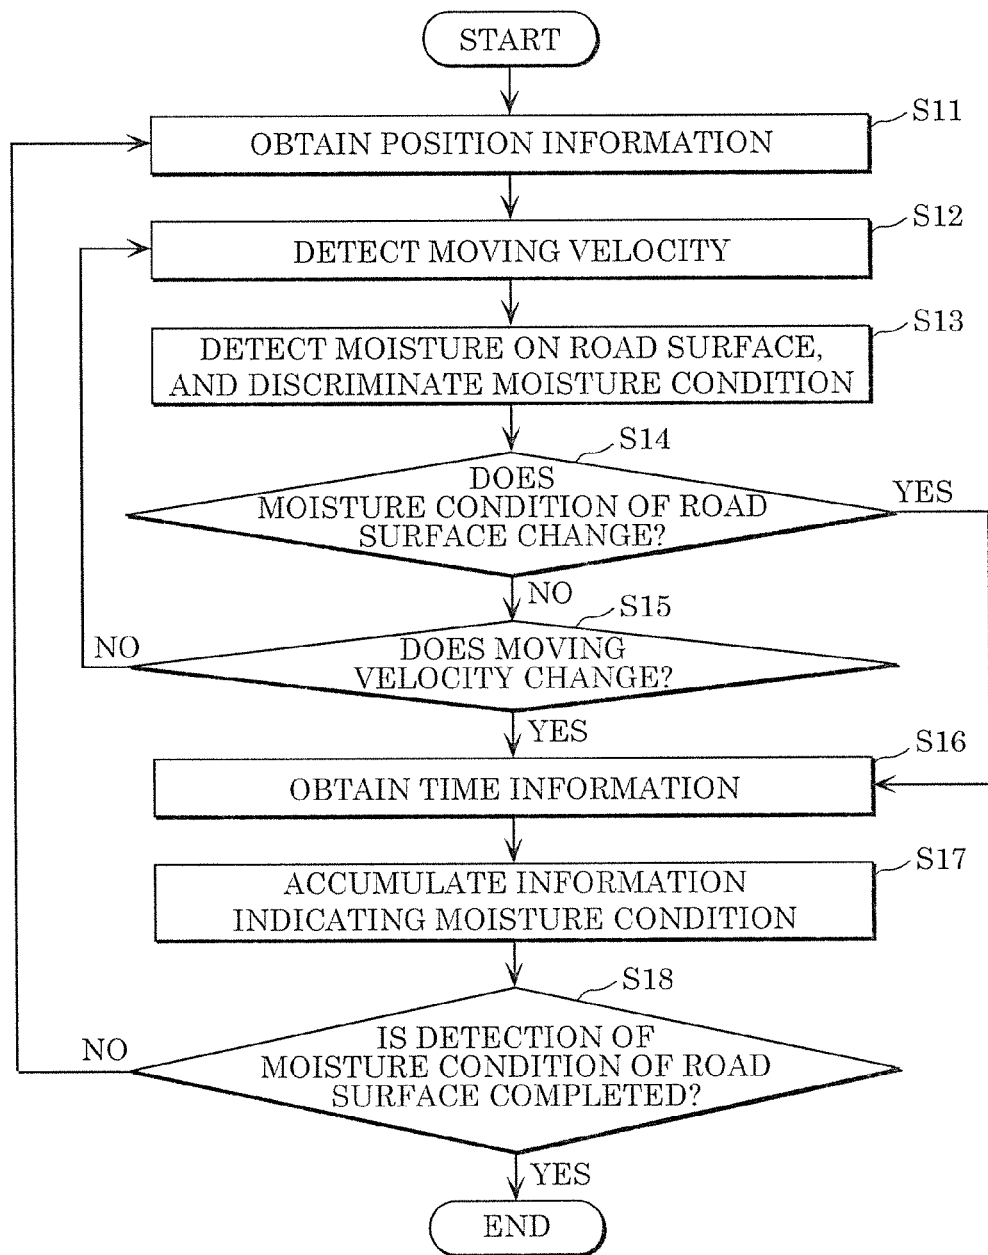 START
S11
OBTAIN POSITION INFORMATION
S12
DETECT MOVING VELOCITY
S13
DETECT MOISTURE ON ROAD SURFACE,
AND DISCRIMINATE MOISTURE CONDITION
S14
DOES
MOISTURE CONDITION OF ROAD
SURFACE CHANGE?
YES
NO
S15
NO
DOES MOVING
VELOCITY CHANGE?
YES
S16
OBTAIN TIME INFORMATION
S17
ACCUMULATE INFORMATION
INDICATING MOISTURE CONDITION
S18
NO
IS DETECTION OF
MOISTURE CONDITION OF ROAD
SURFACE COMPLETED?
YES
END